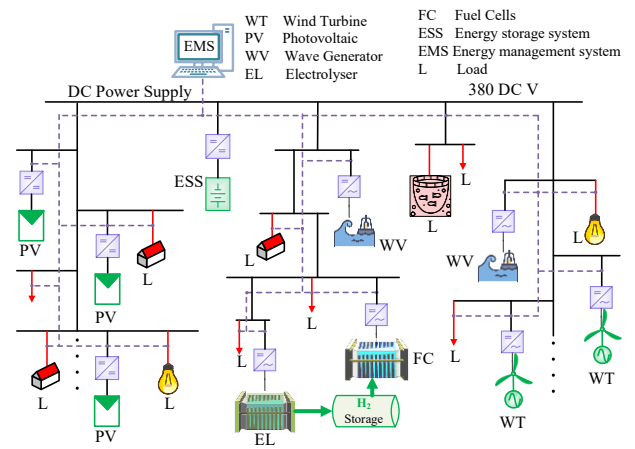 EMS
WT Wind Turbine
PV Photovoltaic
WV Wave Generator
EL Electrolyser
FC Fuel Cells
ESS Energy storage system
EMS Energy management system
L Load
DC Power Supply
380 DC V
ESS
L
L
L
WV
L
PV
L
WV
PV
L
L
FC
L
WT
L
PV
L
H₂
Storage
EL
WT